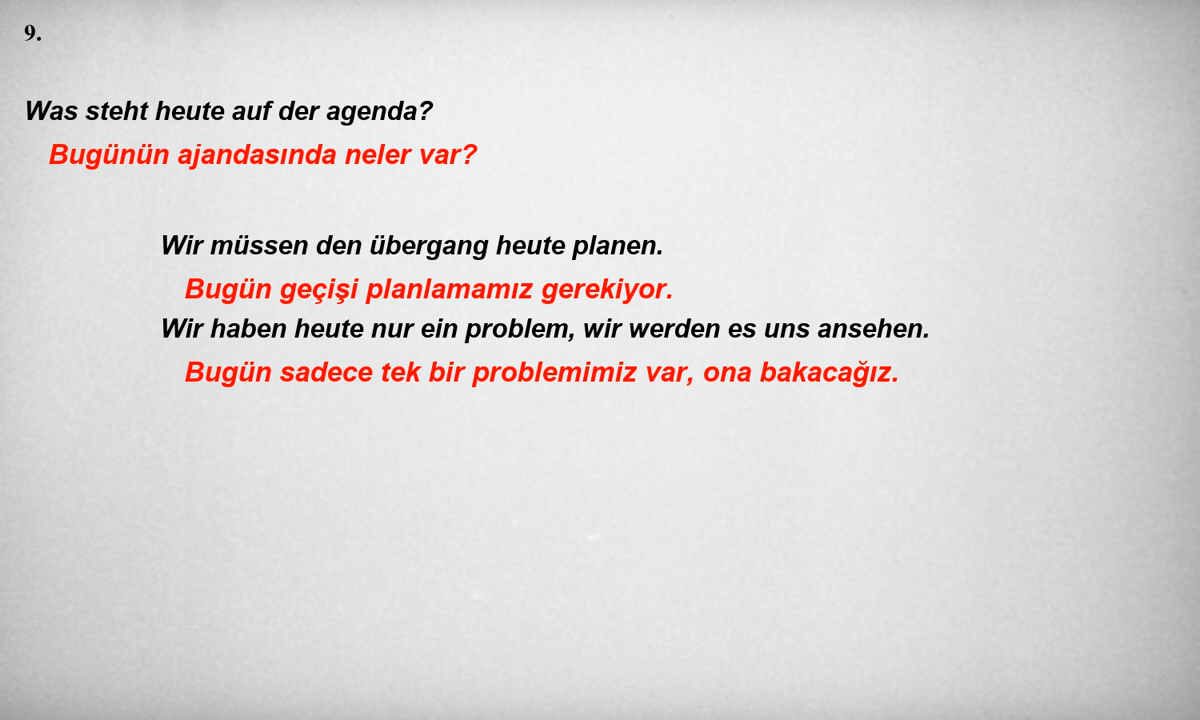 9.
Was steht heute auf der agenda?
Bugünün ajandasında neler var?
Wir müssen den übergang heute planen.
Bugün geçişi planlamamız gerekiyor.
Wir haben heute nur ein problem, wir werden es uns ansehen.
Bugün sadece tek bir problemimiz var, ona bakacağız.